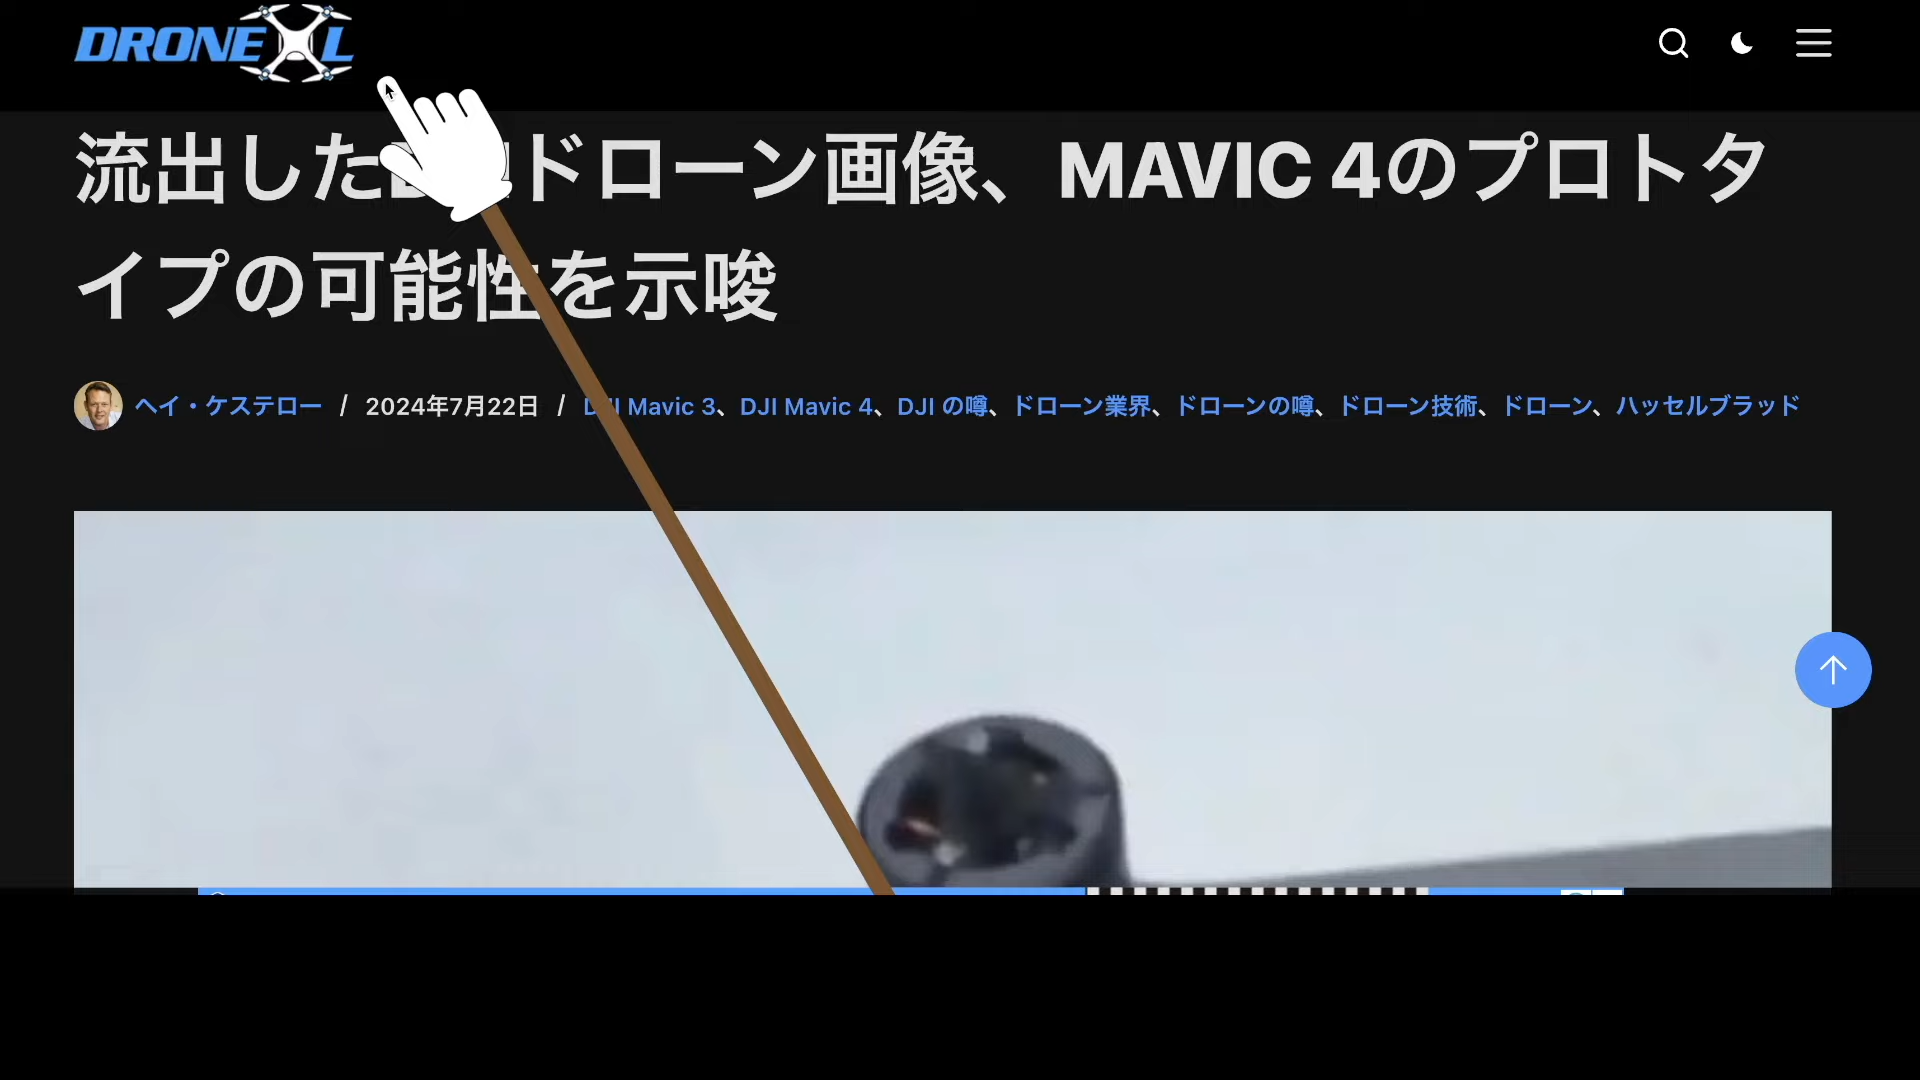 DRONEXL
流出した ドローン画像、MAVIC 4のプロトタ
イプの可能性を示唆
ヘイ・ケステロー / 2024年7月22日 / DJI Mavic 3、DJI Mavic 4、DJI の噂、ドローン業界、ドローンの噂、ドローン技術、ドローン、ハッセルブラッド